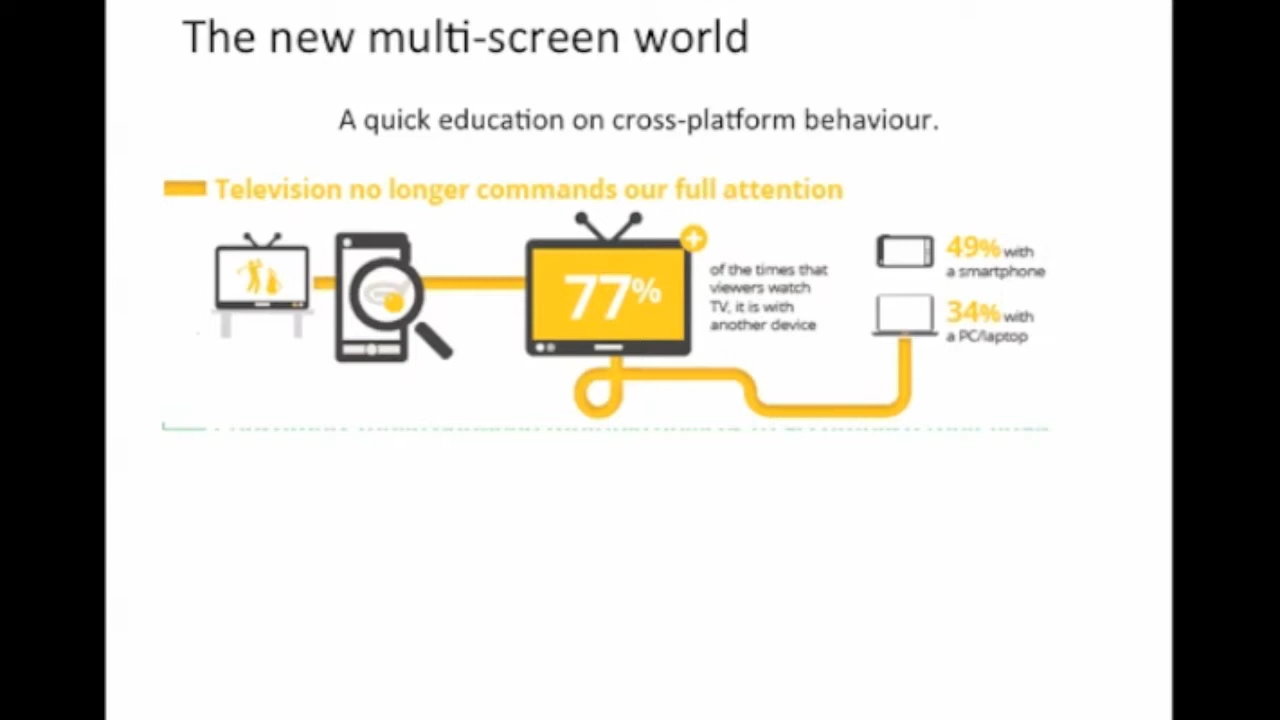 The new multi-screen world
A quick education on cross-platform behaviour.
Television no longer commands our full attention
77%
of the times that
viewers watch
TV, it is with
another device
49% with
a smartphone
34% with
a PC/laptop